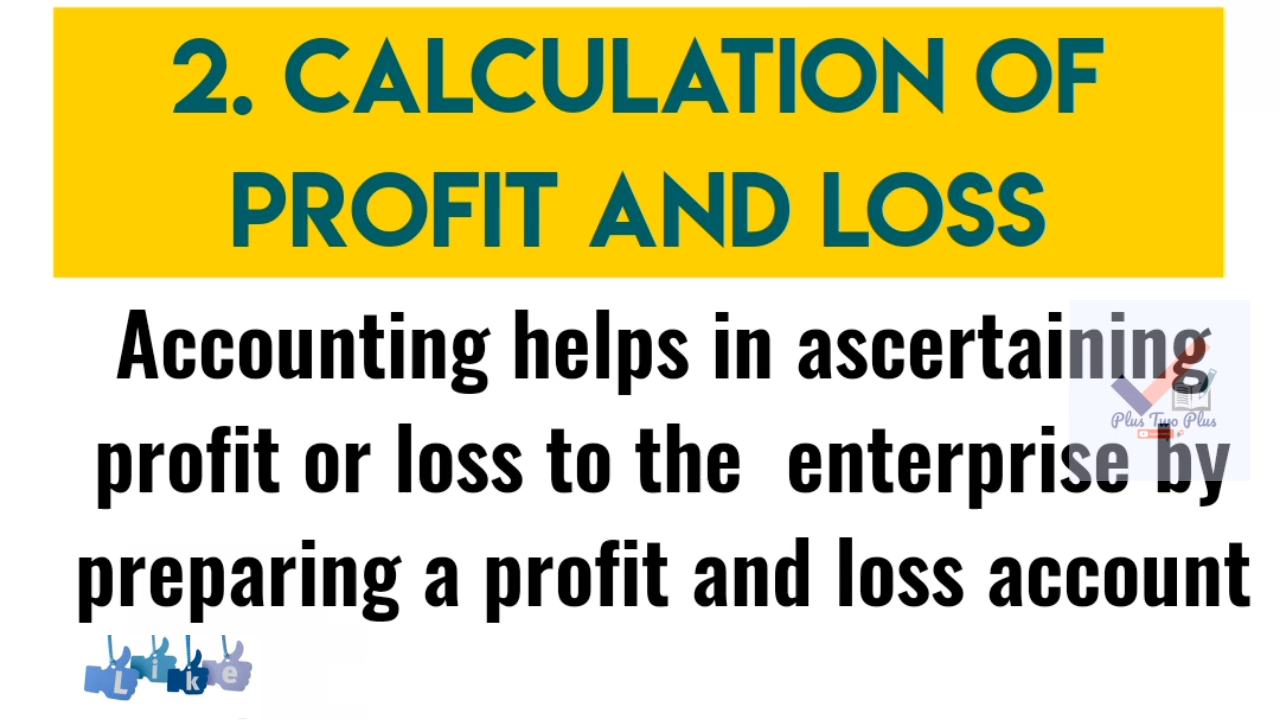 2. CALCULATION OF
PROFIT AND LOSS
Accounting helps in ascertaining
profit or loss to the enterprise by
preparing a profit and loss account
Plus Two Plus
Like